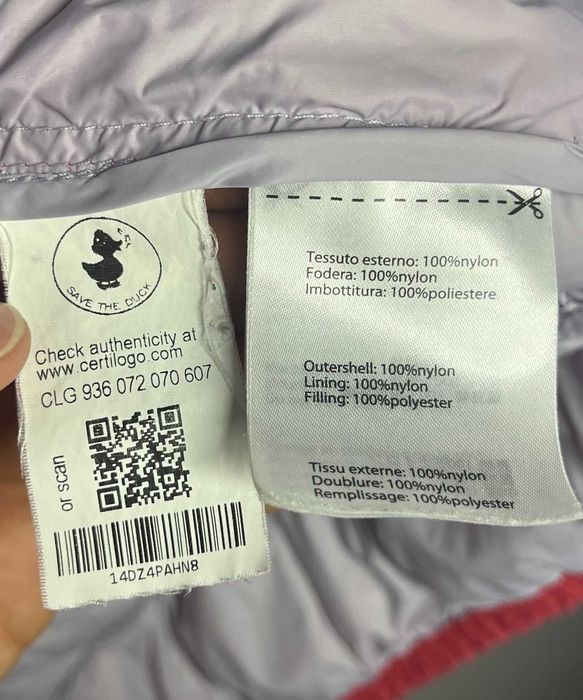 SAVE THE DUCK
Check authenticity at
www.certilogo.com
CLG 936 072 070 607
or scan
14DZ4PAHN8
Tessuto esterno: 100%nylon
Fodera: 100%nylon
Imbottitura: 100%poliestere
Outershell: 100%nylon
Lining: 100%nylon
Filling: 100%polyester
Tissu externe: 100%nylon
Doublure: 100%nylon
Remplissage: 100%polyester